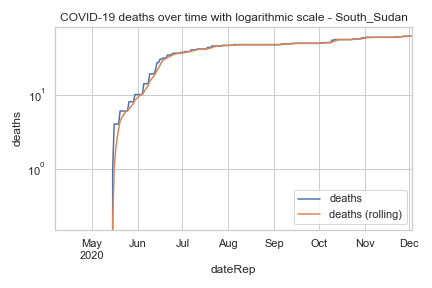 COVID-19 deaths over time with logarithmic scale - South_Sudan
deaths
10¹
10⁰
deaths
deaths (rolling)
May Jun Jul Aug Sep Oct Nov Dec
2020
dateRep